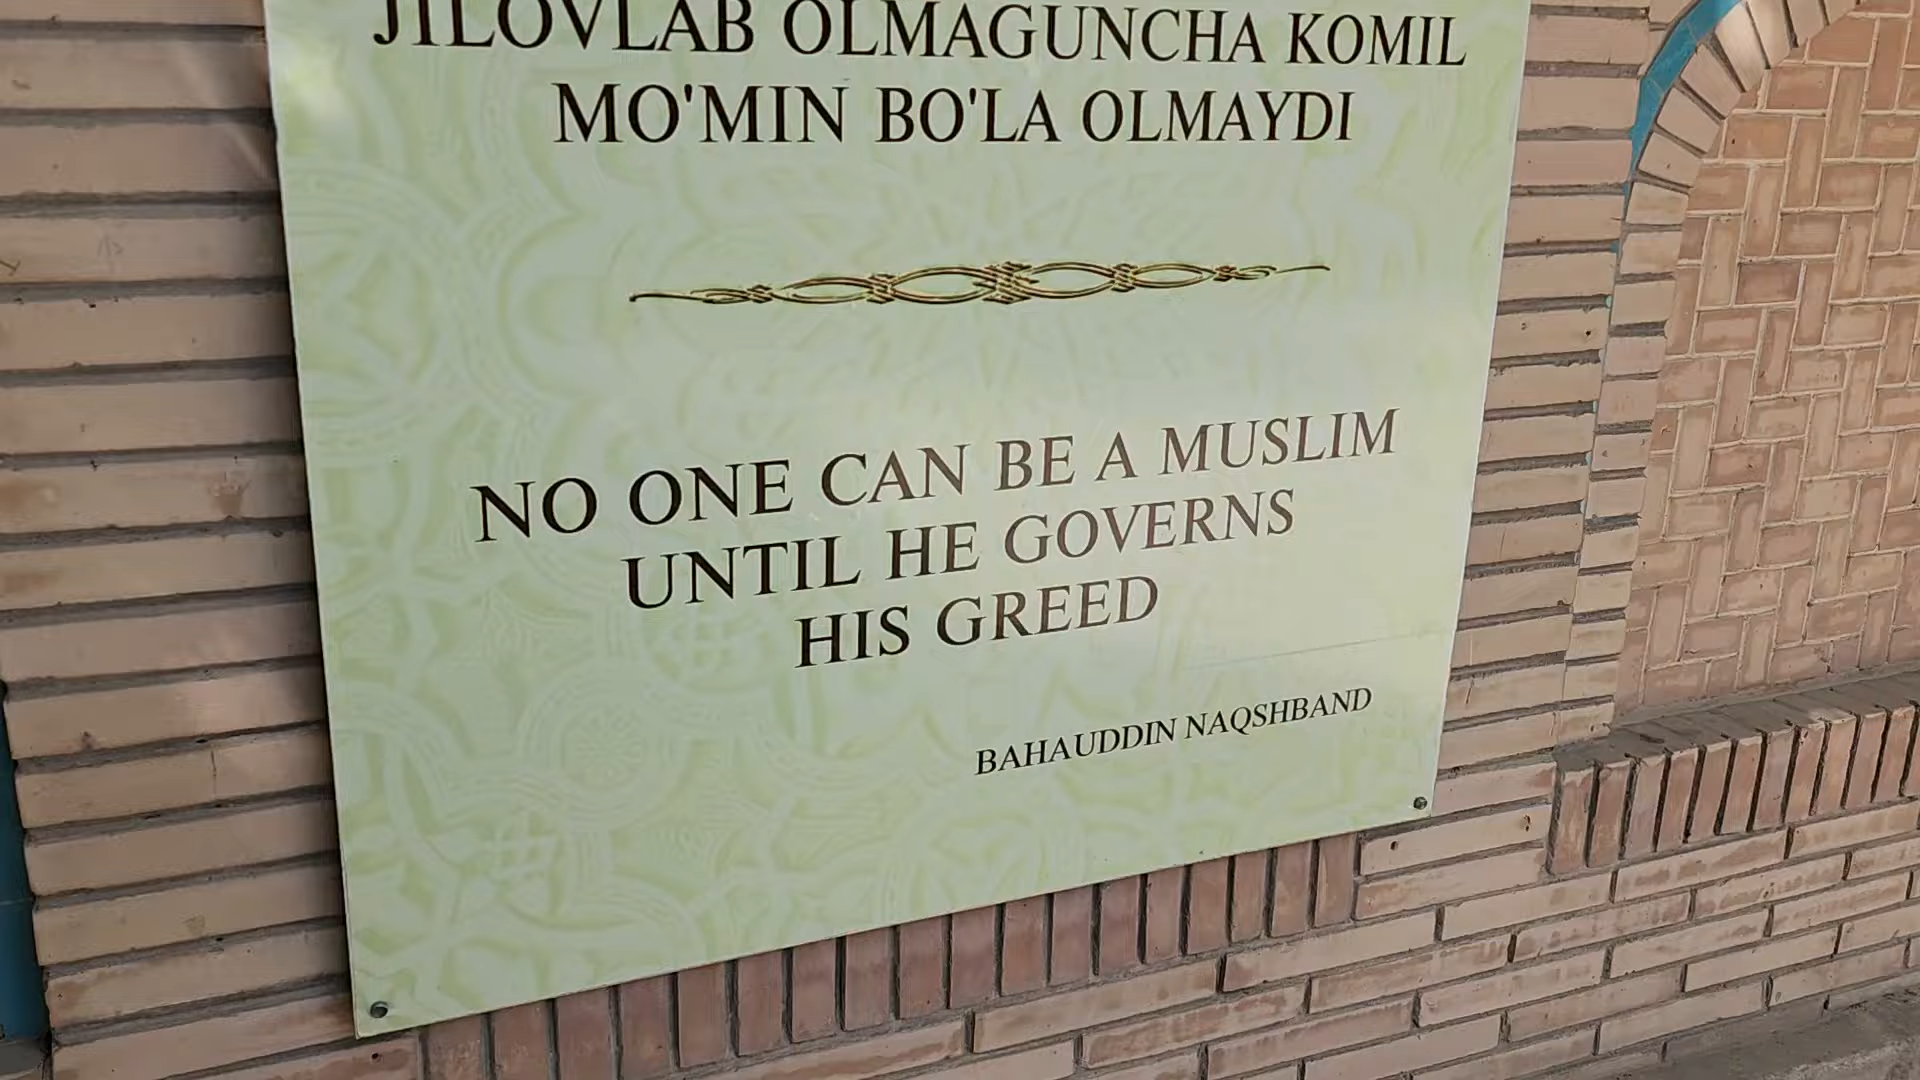 JILOVLAB OLMAGUNCHA KOMIL
MO'MIN BO'LA OLMAYDI
NO ONE CAN BE A MUSLIM
UNTIL HE GOVERNS
HIS GREED
BAHAUDDIN NAQSHBAND